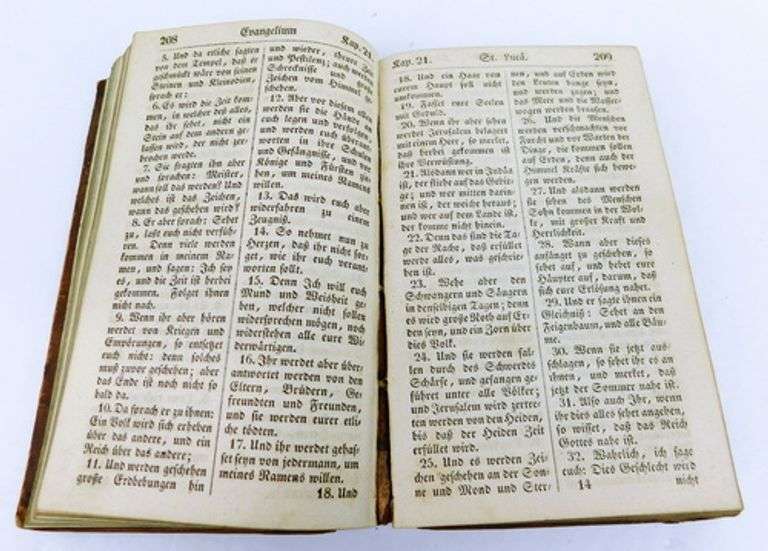 208 Evangelium Kap. 21.
5. Und da etliche sagten
von dem Tempel, daß er
geschmückt wäre von feinen
Steinen und Kleinodien,
sprach er:
6. Es wird die Zeit kom-
men, in welcher deß alles,
das ihr sehet, nicht ein
Stein auf dem andern ge-
lassen wird, der nicht zer-
brochen werde.
7. Sie fragten ihn aber
und sprachen: Meister,
wann soll das werden? Und
welches ist das Zeichen,
wann das geschehen wird?
8. Er aber sprach: Sehet
zu, laßt euch nicht verfüh-
ren. Denn viele werden
kommen in meinem Na-
men, und sagen: Ich sey
es, und die Zeit ist herbei
gekommen. Folget ihnen
nicht nach.
9. Wenn ihr aber hören
werdet von Kriegen und
Empörungen, so entsetzet
euch nicht: denn solches
muß zuvor geschehen; aber
das Ende ist noch nicht so
bald da.
10. Da sprach er zu ihnen:
Ein Volk wird sich erheben
über das andere, und ein
Reich über das andere;
11. Und werden geschehen
große Erdbebungen hin
und wieder, theure Zeit
und Pestilenz; auch werden
Schrecknisse und große
Zeichen vom Himmel ge-
schehen.
12. Aber vor diesem allem
werden sie die Hände an
euch legen und verfolgen,
und werden euch überant-
worten in ihre Schulen
und Gefängnisse, und vor
Könige und Fürsten zie-
hen, um meines Namens
willen.
13. Das wird euch aber
widerfahren zu einem
Zeugniß.
14. So nehmet nun zu
Herzen, daß ihr nicht sor-
get, wie ihr euch verant-
worten sollt.
15. Denn Ich will euch
Mund und Weisheit ge-
ben, welcher nicht sollen
widersprechen mögen, noch
widerstehen alle eure Wi-
derwärtigen.
16. Ihr werdet aber über-
antwortet werden von den
Eltern, Brüdern, Ge-
freundten und Freunden,
und sie werden eurer etli-
che tödten.
17. Und ihr werdet gehas-
set seyn von jedermann, um
meines Namens willen.
18. Und
Kap. 21. St. Lucä. 209
18. Und ein Haar von
eurem Haupt soll nicht
umkommen.
19. Fasset eure Seelen
mit Geduld.
20. Wenn ihr aber sehen
werdet Jerusalem belagert
mit einem Heer, so merket,
daß herbei gekommen ist
ihre Verwüstung.
21. Alsdann wer in Judäa
ist, der fliehe auf das Gebir-
ge; und wer mitten darin-
nen ist, der weiche heraus;
und wer auf dem Lande ist,
der komme nicht hinein.
22. Denn das sind die Ta-
ge der Rache, daß erfüllet
werde alles, was geschrie-
ben ist.
23. Wehe aber den
Schwangern und Säugern
in denselbigen Tagen; denn
es wird große Noth auf Er-
den seyn, und ein Zorn über
dies Volk.
24. Und sie werden fal-
len durch des Schwerdts
Schärfe, und gefangen ge-
führet unter alle Völker;
und Jerusalem wird zertre-
ten werden von den Heiden,
bis daß der Heiden Zeit
erfüllet wird.
25. Und es werden Zei-
chen geschehen an der Son-
ne und Mond und Ster-
nen, und auf Erden wird
den Leuten bange seyn,
und werden zagen; und
das Meer und die Wasser-
wogen werden brausen.
26. Und die Menschen
werden verschmachten vor
Furcht und vor Warten der
Dinge, die kommen sollen
auf Erden, denn auch der
Himmel Kräfte sich bewe-
gen werden.
27. Und alsdann werden
sie sehen des Menschen
Sohn kommen in der Wol-
ke, mit großer Kraft und
Herrlichkeit.
28. Wann aber dieses
anfänget zu geschehen, so
sehet auf, und hebet eure
Häupter auf, darum, daß
sich eure Erlösung nahet.
29. Und er sagte ihnen ein
Gleichniß: Sehet an den
Feigenbaum, und alle Bäu-
me.
30. Wenn sie jetzt aus-
schlagen, so sehet ihr es an
ihnen, und merket, daß
jetzt der Sommer nahe ist.
31. Also auch Ihr, wenn
ihr dies alles sehet angehen,
so wisset, daß das Reich
Gottes nahe ist.
32. Wahrlich, ich sage
euch: Dies Geschlecht wird
14 nicht